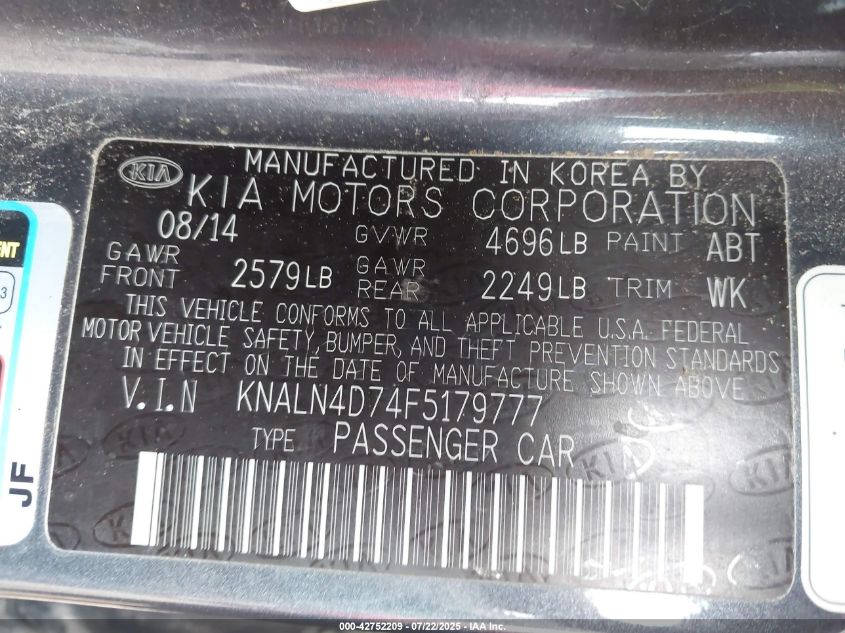 MANUFACTURED IN KOREA BY
KIA KIA MOTORS CORPORATION
08/14 GVWR 4696LB PAINT ABT
GAWR FRONT 2579LB GAWR REAR 2249LB TRIM WK
THIS VEHICLE CONFORMS TO ALL APPLICABLE U.S.A. FEDERAL
MOTOR VEHICLE SAFETY, BUMPER, AND THEFT PREVENTION STANDARDS
IN EFFECT ON THE DATE OF MANUFACTURE SHOWN ABOVE.
V.I.N KNALN4D74F5179777
TYPE PASSENGER CAR
JF
000-42752209 - 07/22/2025 - IAA Inc.